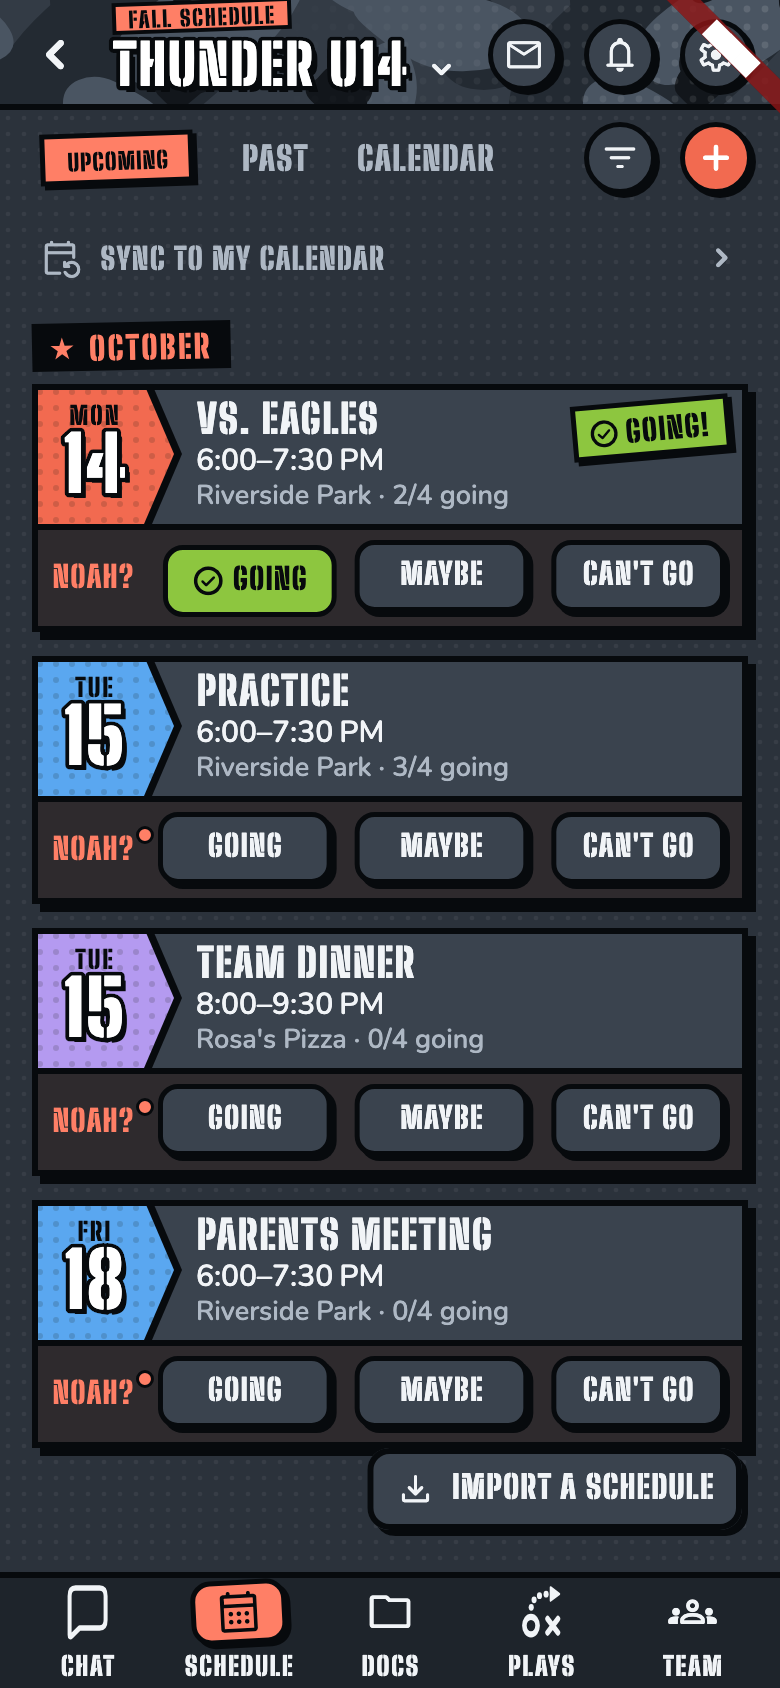 FALL SCHEDULE
THUNDER U14
UPCOMING
PAST
CALENDAR
SYNC TO MY CALENDAR
★ OCTOBER
MON
14
VS. EAGLES
6:00–7:30 PM
Riverside Park · 2/4 going
GOING!
NOAH?
GOING
MAYBE
CAN'T GO
TUE
15
PRACTICE
6:00–7:30 PM
Riverside Park · 3/4 going
NOAH?
GOING
MAYBE
CAN'T GO
TUE
15
TEAM DINNER
8:00–9:30 PM
Rosa's Pizza · 0/4 going
NOAH?
GOING
MAYBE
CAN'T GO
FRI
18
PARENTS MEETING
6:00–7:30 PM
Riverside Park · 0/4 going
NOAH?
GOING
MAYBE
CAN'T GO
IMPORT A SCHEDULE
CHAT
SCHEDULE
DOCS
PLAYS
TEAM